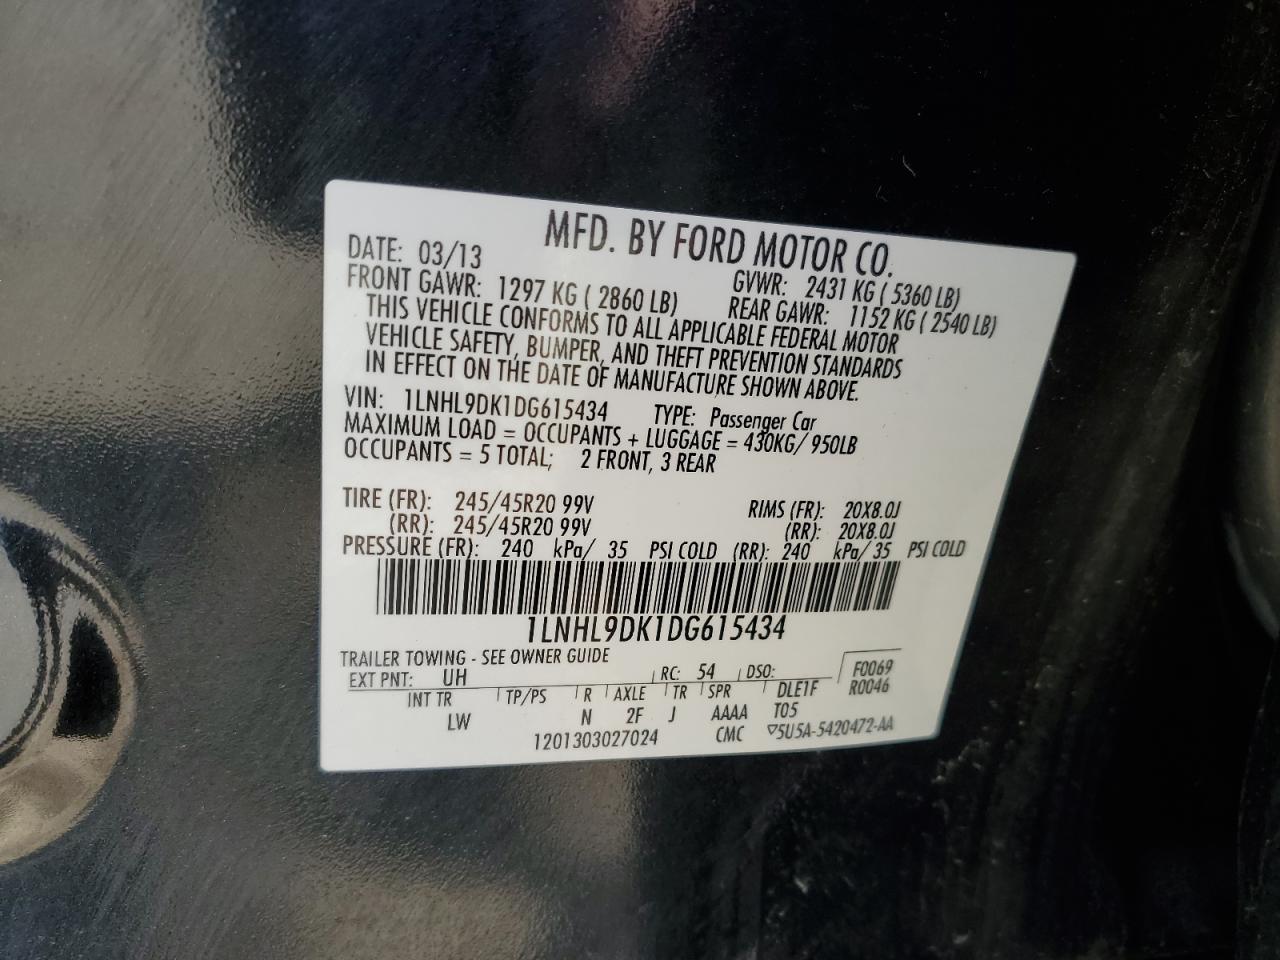 MFD. BY FORD MOTOR CO.
DATE: 03/13 GVWR: 2431 KG ( 5360 LB)
FRONT GAWR: 1297 KG ( 2860 LB) REAR GAWR: 1152 KG ( 2540 LB)
THIS VEHICLE CONFORMS TO ALL APPLICABLE FEDERAL MOTOR
VEHICLE SAFETY, BUMPER, AND THEFT PREVENTION STANDARDS
IN EFFECT ON THE DATE OF MANUFACTURE SHOWN ABOVE.
VIN: 1LNHL9DK1DG615434 TYPE: Passenger Car
MAXIMUM LOAD = OCCUPANTS + LUGGAGE = 430KG/ 950LB
OCCUPANTS = 5 TOTAL; 2 FRONT, 3 REAR
TIRE (FR): 245/45R20 99V RIMS (FR): 20X8.0J
(RR): 245/45R20 99V (RR): 20X8.0J
PRESSURE (FR): 240 kPa/ 35 PSI COLD (RR): 240 kPa/ 35 PSI COLD
1LNHL9DK1DG615434
TRAILER TOWING - SEE OWNER GUIDE
EXT PNT: UH RC: 54 DSO: F0069
INT TR TP/PS R AXLE TR SPR DLE1F R0046
LW N 2F J AAAA T05
1201303027024 CMC ▽5U5A-5420472-AA